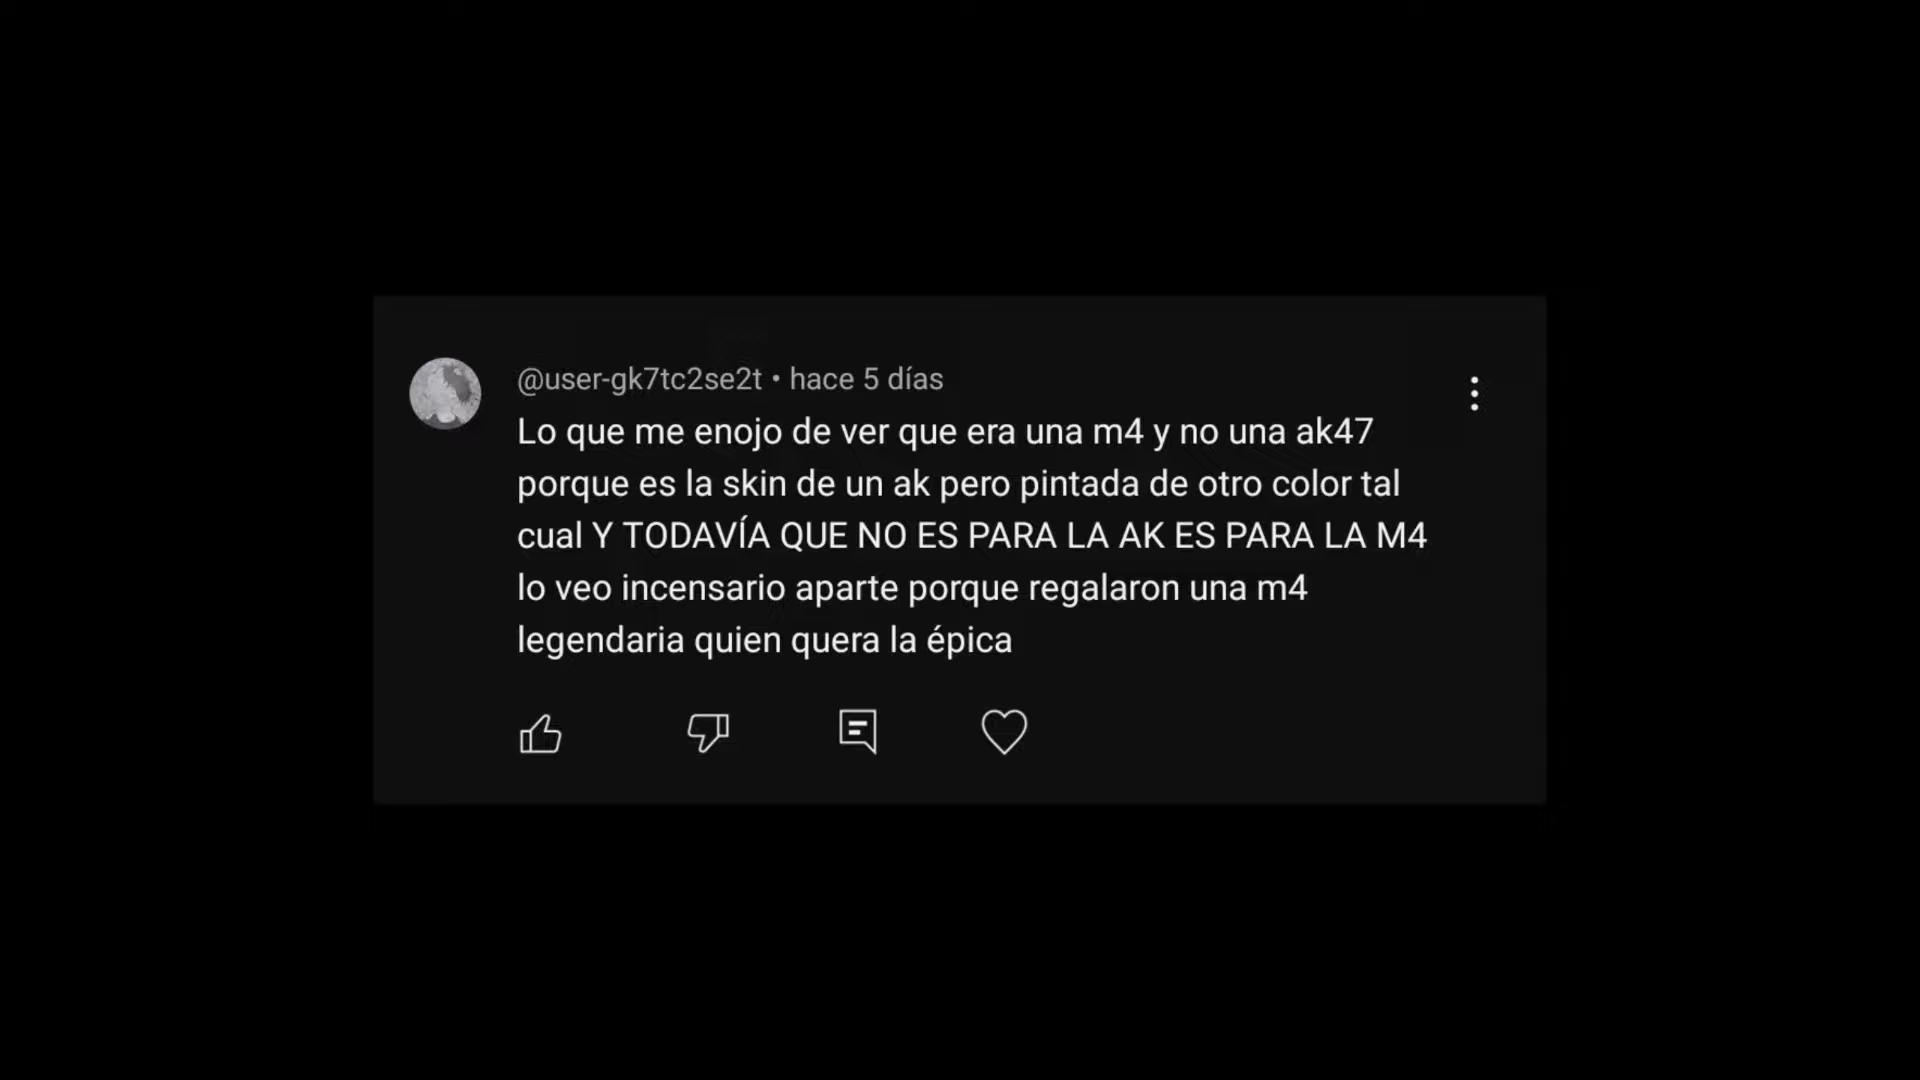 @user-gk7tc2se2t • hace 5 días
Lo que me enojo de ver que era una m4 y no una ak47
porque es la skin de un ak pero pintada de otro color tal
cual Y TODAVÍA QUE NO ES PARA LA AK ES PARA LA M4
lo veo incensario aparte porque regalaron una m4
legendaria quien quera la épica